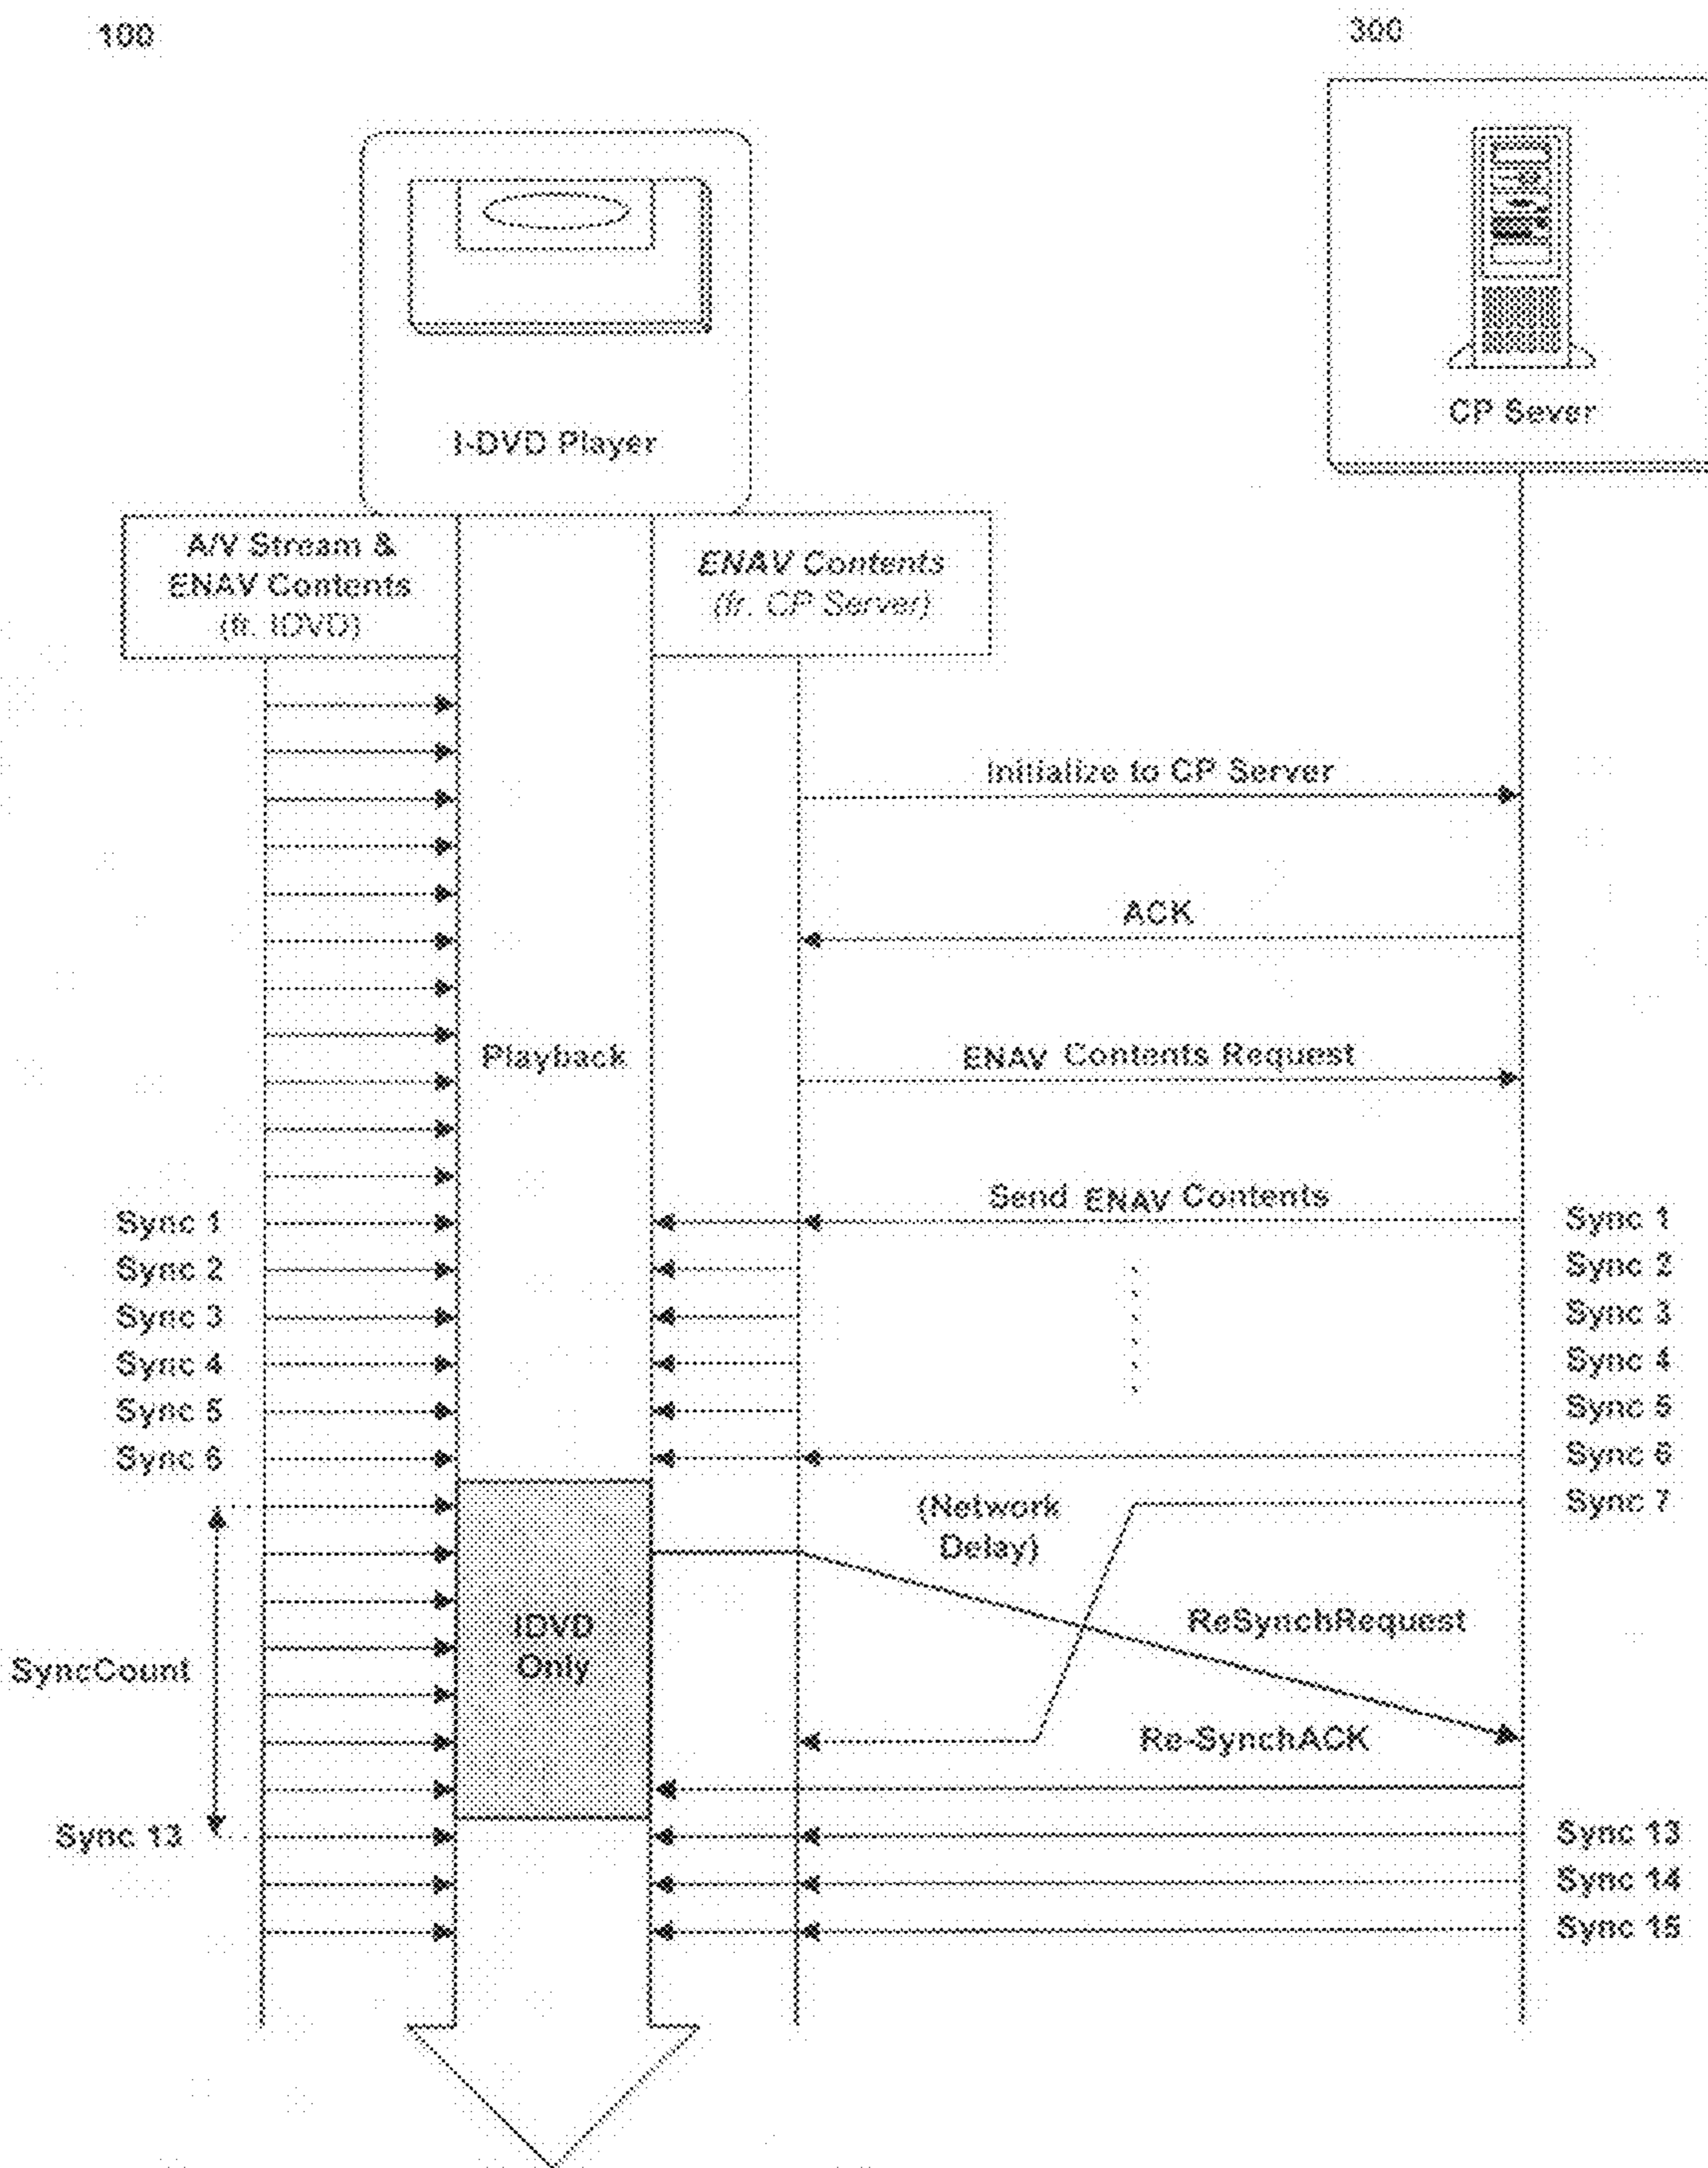 100
300
I-DVD Player
CP Sever
A/V Stream &
ENAV Contents
(fr. IDVD)
ENAV Contents
(fr. CP Server)
Initialize to CP Server
ACK
Playback
ENAV Contents Request
Send ENAV Contents
Sync 1
Sync 2
Sync 3
Sync 4
Sync 5
Sync 6
Sync 1
Sync 2
Sync 3
Sync 4
Sync 5
Sync 6
Sync 7
(Network
Delay)
IDVD
Only
ReSynchRequest
SyncCount
Re-SynchACK
Sync 13
Sync 13
Sync 14
Sync 15